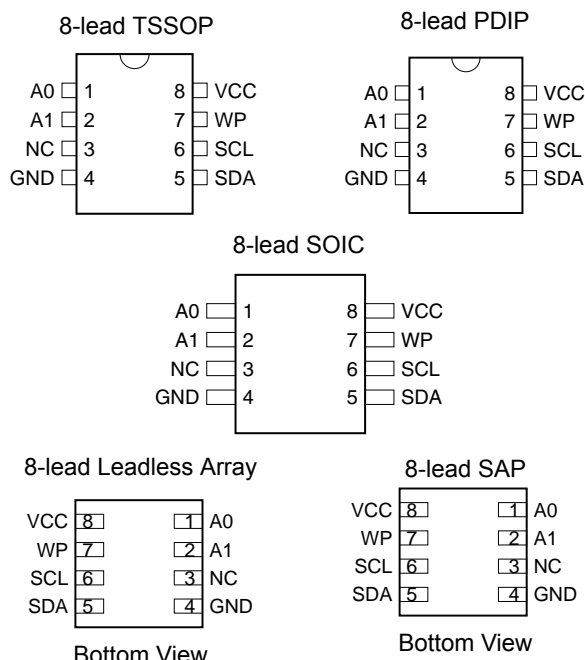 8-lead TSSOP
A0 1 8 VCC
A1 2 7 WP
NC 3 6 SCL
GND 4 5 SDA
8-lead PDIP
A0 1 8 VCC
A1 2 7 WP
NC 3 6 SCL
GND 4 5 SDA
8-lead SOIC
A0 1 8 VCC
A1 2 7 WP
NC 3 6 SCL
GND 4 5 SDA
8-lead Leadless Array
VCC 8 1 A0
WP 7 2 A1
SCL 6 3 NC
SDA 5 4 GND
Bottom View
8-lead SAP
VCC 8 1 A0
WP 7 2 A1
SCL 6 3 NC
SDA 5 4 GND
Bottom View